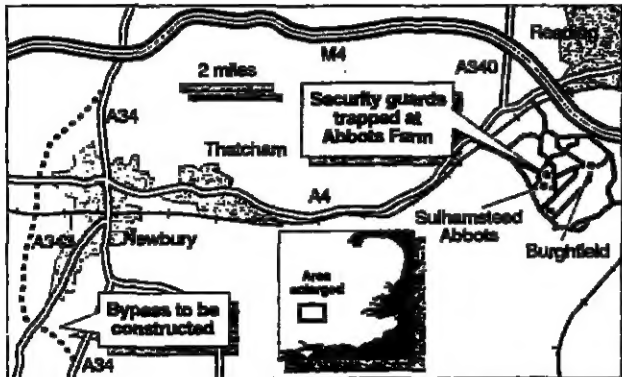 Reading
M4
A340
2 miles
A34
Security guards
trapped at
Abbots Farm
Thatcham
A4
Sulhamsteed
Abbots
Burghfield
A343
Newbury
Area
enlarged
Bypass to be
constructed
A34